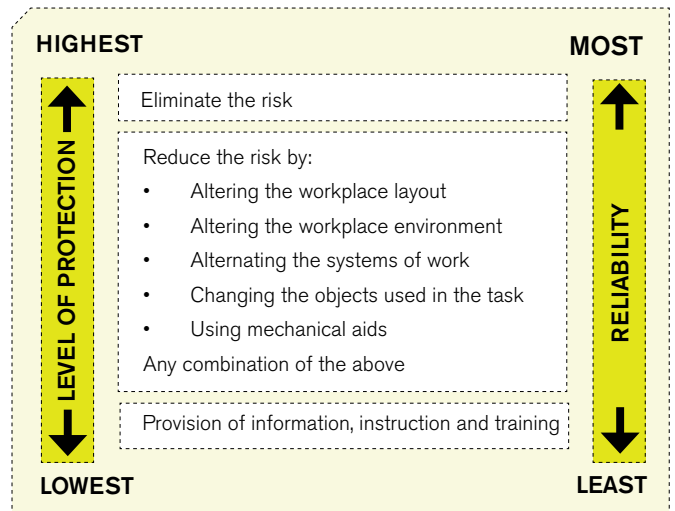 HIGHEST
MOST
LEVEL OF PROTECTION
Eliminate the risk
Reduce the risk by:
• Altering the workplace layout
• Altering the workplace environment
• Alternating the systems of work
• Changing the objects used in the task
• Using mechanical aids
Any combination of the above
Provision of information, instruction and training
RELIABILITY
LOWEST
LEAST